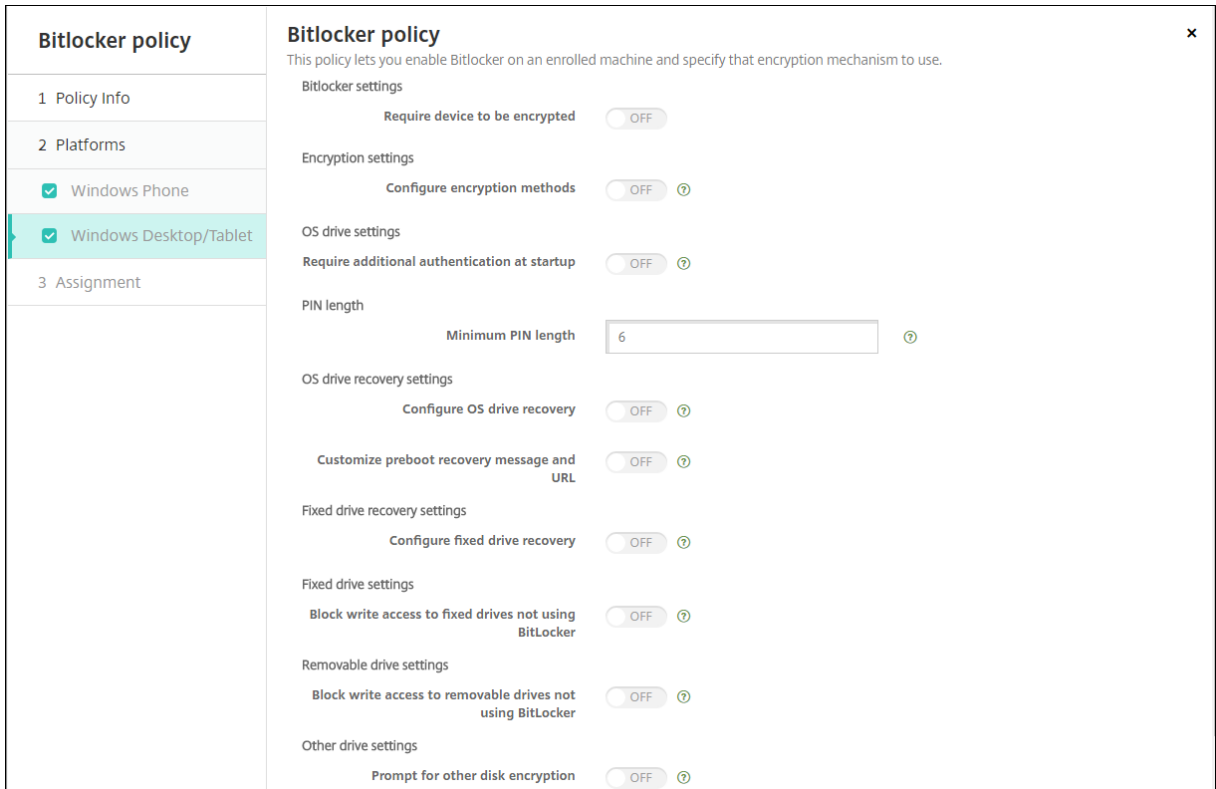 Bitlocker policy
1 Policy Info
2 Platforms
Windows Phone
Windows Desktop/Tablet
3 Assignment
Bitlocker policy
This policy lets you enable Bitlocker on an enrolled machine and specify that encryption mechanism to use.
Bitlocker settings
Require device to be encrypted OFF
Encryption settings
Configure encryption methods OFF ?
OS drive settings
Require additional authentication at startup OFF ?
PIN length
Minimum PIN length 6 ?
OS drive recovery settings
Configure OS drive recovery OFF ?
Customize preboot recovery message and OFF ?
URL
Fixed drive recovery settings
Configure fixed drive recovery OFF ?
Fixed drive settings
Block write access to fixed drives not using OFF ?
BitLocker
Removable drive settings
Block write access to removable drives not OFF ?
using BitLocker
Other drive settings
Prompt for other disk encryption OFF ?